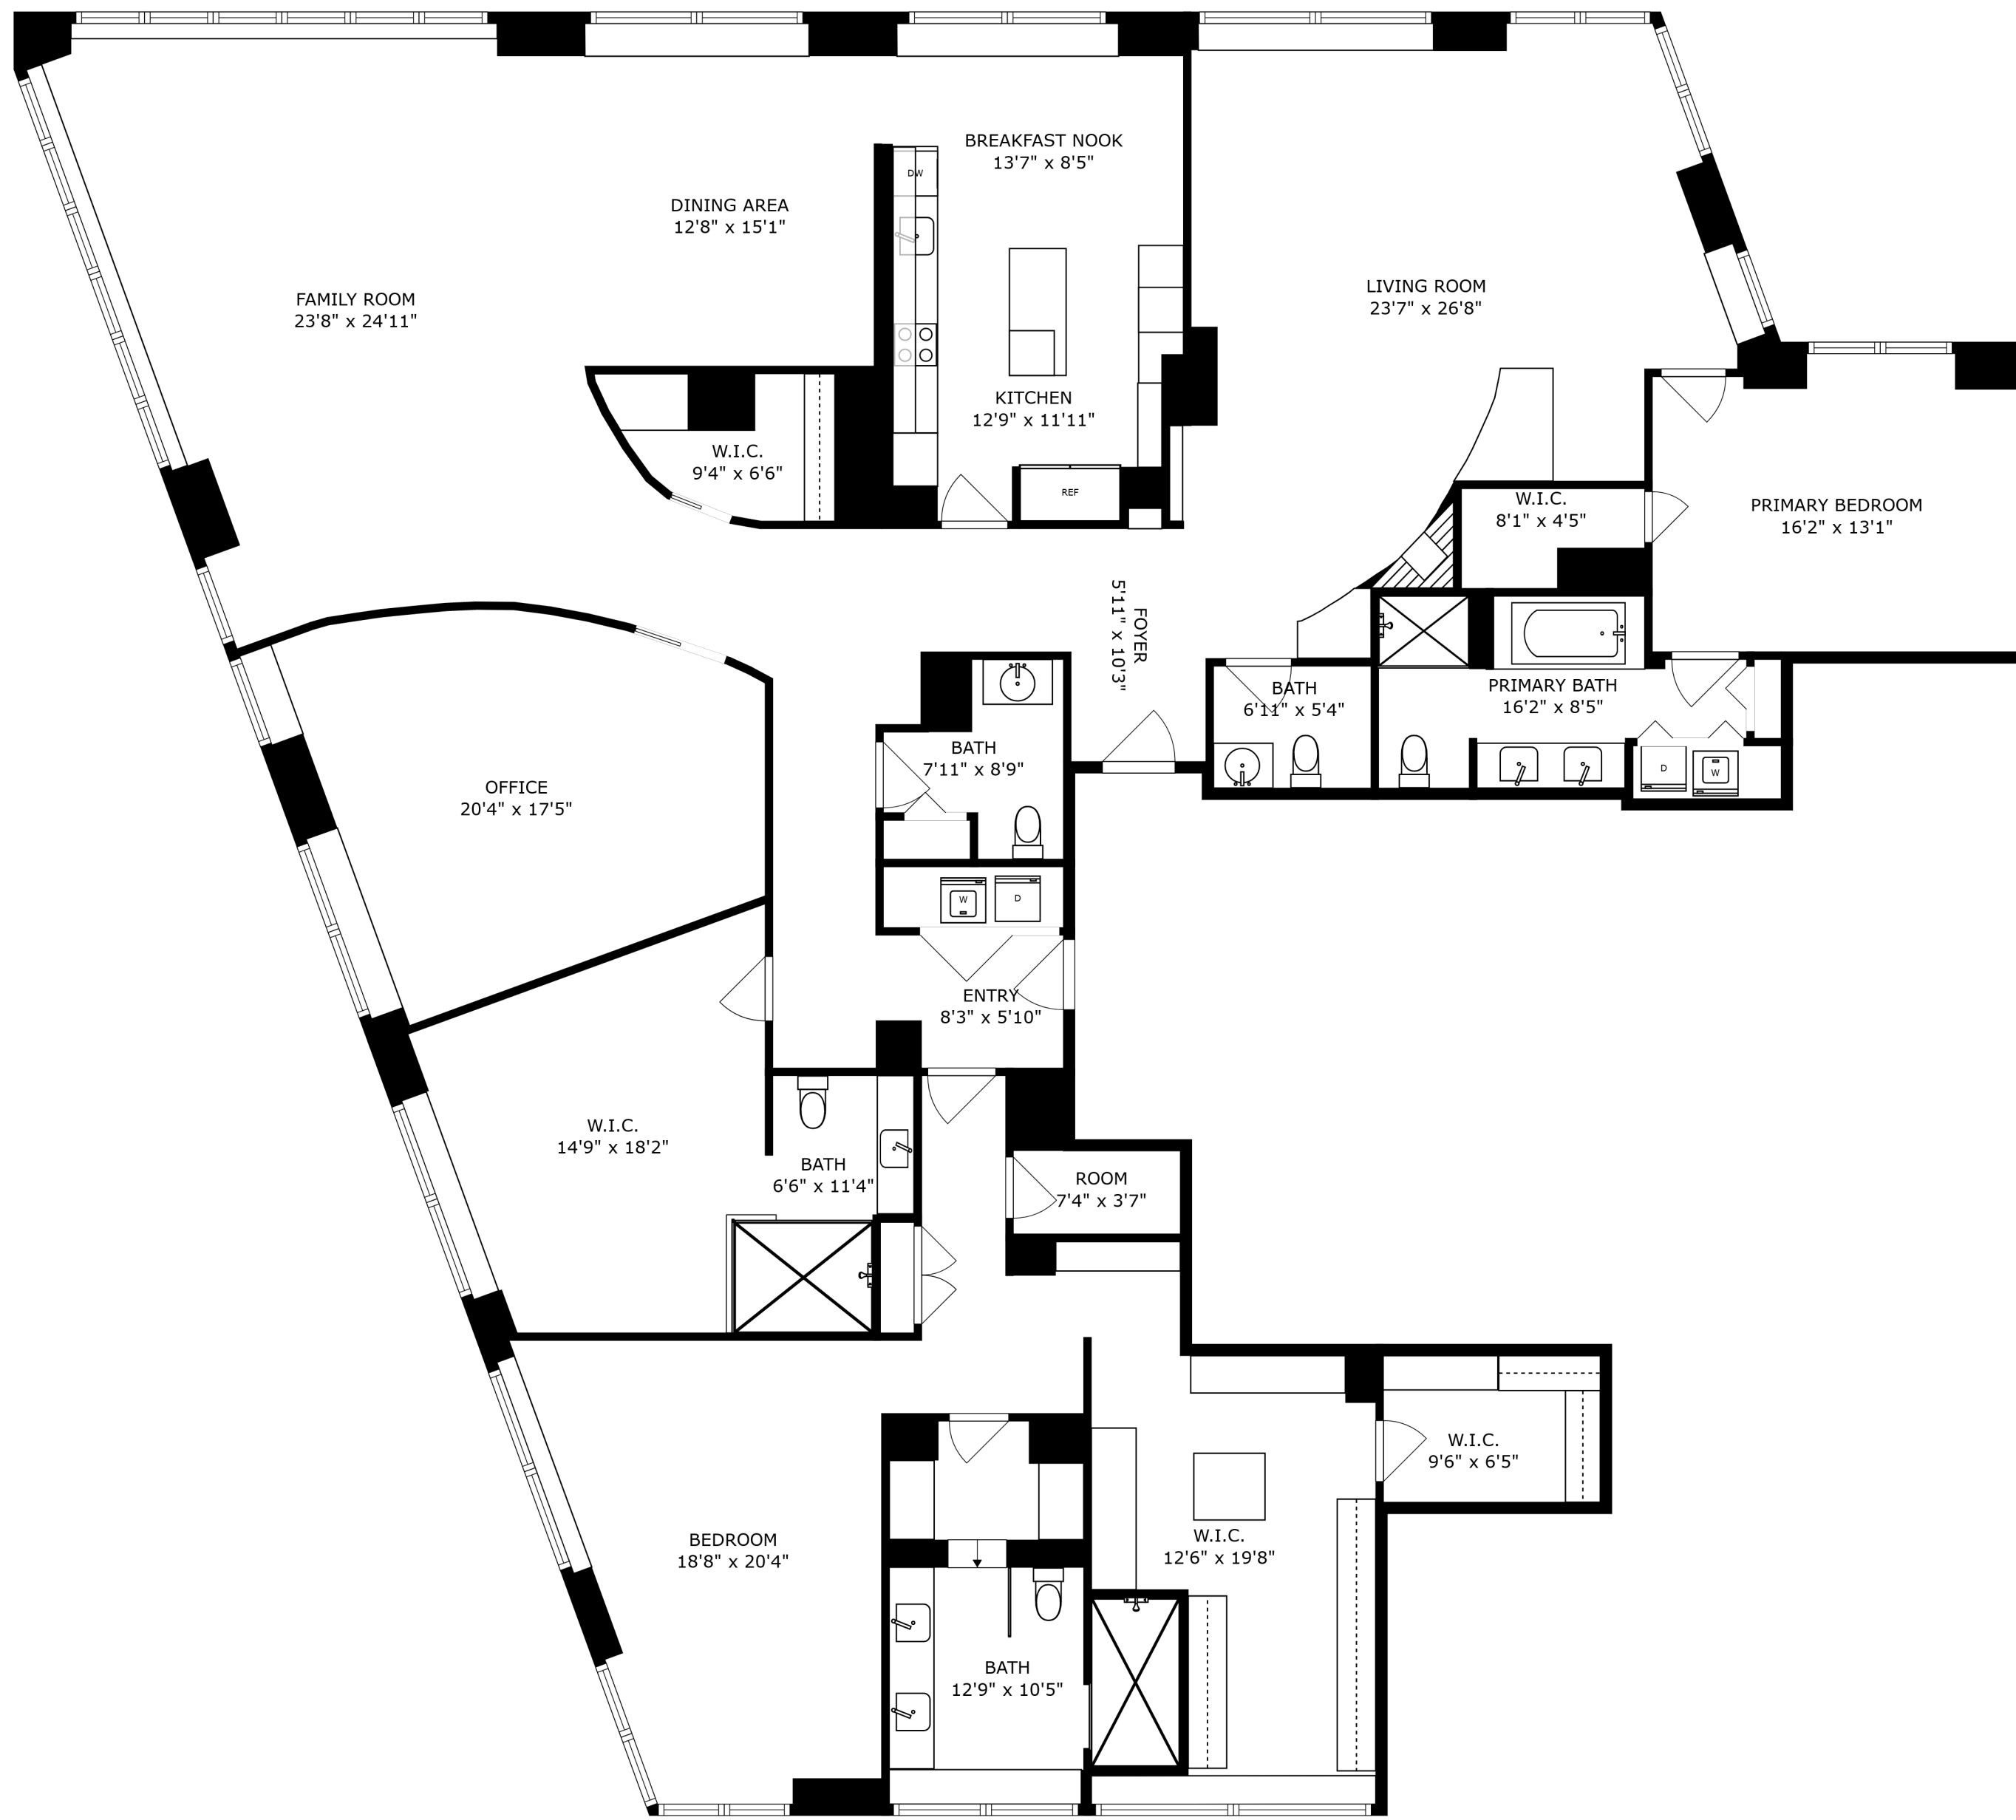 BREAKFAST NOOK
13'7" x 8'5"
DW
DINING AREA
12'8" x 15'1"
FAMILY ROOM
23'8" x 24'11"
LIVING ROOM
23'7" x 26'8"
KITCHEN
12'9" x 11'11"
W.I.C.
9'4" x 6'6"
REF
W.I.C.
8'1" x 4'5"
PRIMARY BEDROOM
16'2" x 13'1"
FOYER
5'11" x 10'3"
BATH
6'11" x 5'4"
PRIMARY BATH
16'2" x 8'5"
D
W
BATH
7'11" x 8'9"
OFFICE
20'4" x 17'5"
W
D
ENTRY
8'3" x 5'10"
W.I.C.
14'9" x 18'2"
BATH
6'6" x 11'4"
ROOM
7'4" x 3'7"
W.I.C.
9'6" x 6'5"
BEDROOM
18'8" x 20'4"
W.I.C.
12'6" x 19'8"
BATH
12'9" x 10'5"